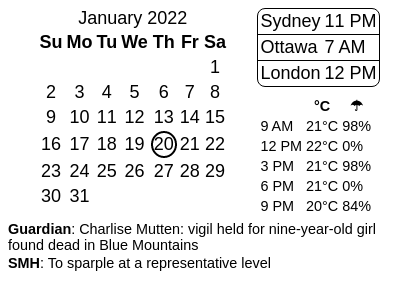 January 2022
Su Mo Tu We Th Fr Sa
1
2 3 4 5 6 7 8
9 10 11 12 13 14 15
16 17 18 19 20 21 22
23 24 25 26 27 28 29
30 31
Sydney 11 PM
Ottawa 7 AM
London 12 PM
°C ☂
9 AM 21°C 98%
12 PM 22°C 0%
3 PM 21°C 98%
6 PM 21°C 0%
9 PM 20°C 84%
Guardian: Charlise Mutten: vigil held for nine-year-old girl
found dead in Blue Mountains
SMH: To sparple at a representative level